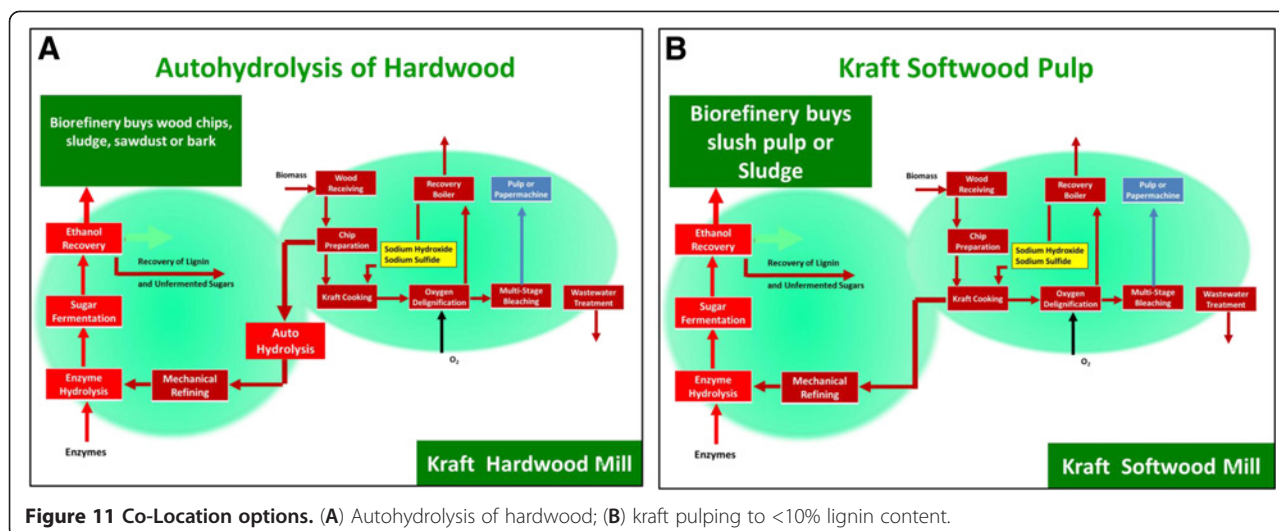 A
Autohydrolysis of Hardwood
Biorefinery buys wood chips,
sludge, sawdust or bark
Biomass
Wood
Receiving
Recovery
Boiler
Pulp or
Papermachine
Ethanol
Recovery
Chip
Preparation
Sodium Hydroxide
Sodium Sulfide
Recovery of Lignin
and Unfermented Sugars
Kraft Cooking
Oxygen
Delignification
Multi-Stage
Bleaching
Wastewater
Treatment
Sugar
Fermentation
Auto
Hydrolysis
O₂
Enzyme
Hydrolysis
Mechanical
Refining
Enzymes
Kraft Hardwood Mill
B
Kraft Softwood Pulp
Biorefinery buys
slush pulp or
Sludge
Biomass
Wood
Receiving
Recovery
Boiler
Pulp or
Papermachine
Ethanol
Recovery
Chip
Preparation
Sodium Hydroxide
Sodium Sulfide
Recovery of Lignin
and Unfermented Sugars
Kraft Cooking
Oxygen
Delignification
Multi-Stage
Bleaching
Wastewater
Treatment
Sugar
Fermentation
O₂
Enzyme
Hydrolysis
Mechanical
Refining
Enzymes
Kraft Softwood Mill
Figure 11 Co-Location options. (A) Autohydrolysis of hardwood; (B) kraft pulping to <10% lignin content.